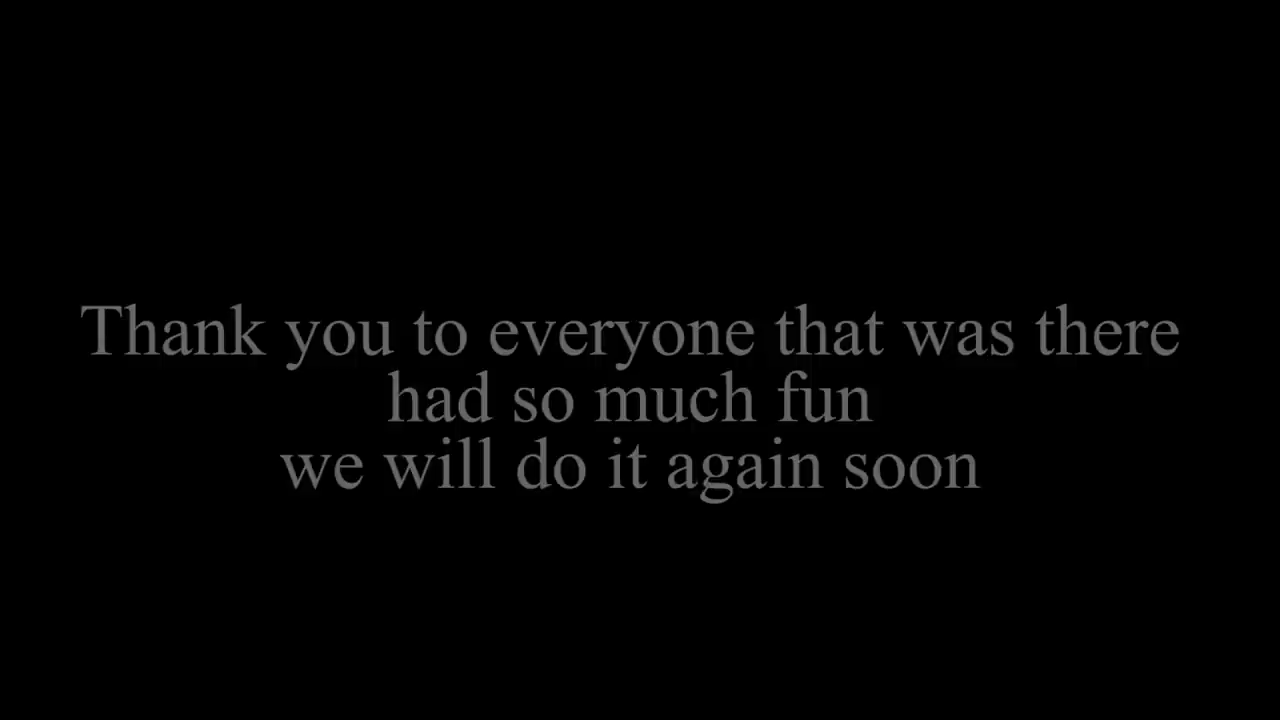 Thank you to everyone that was there
had so much fun
we will do it again soon